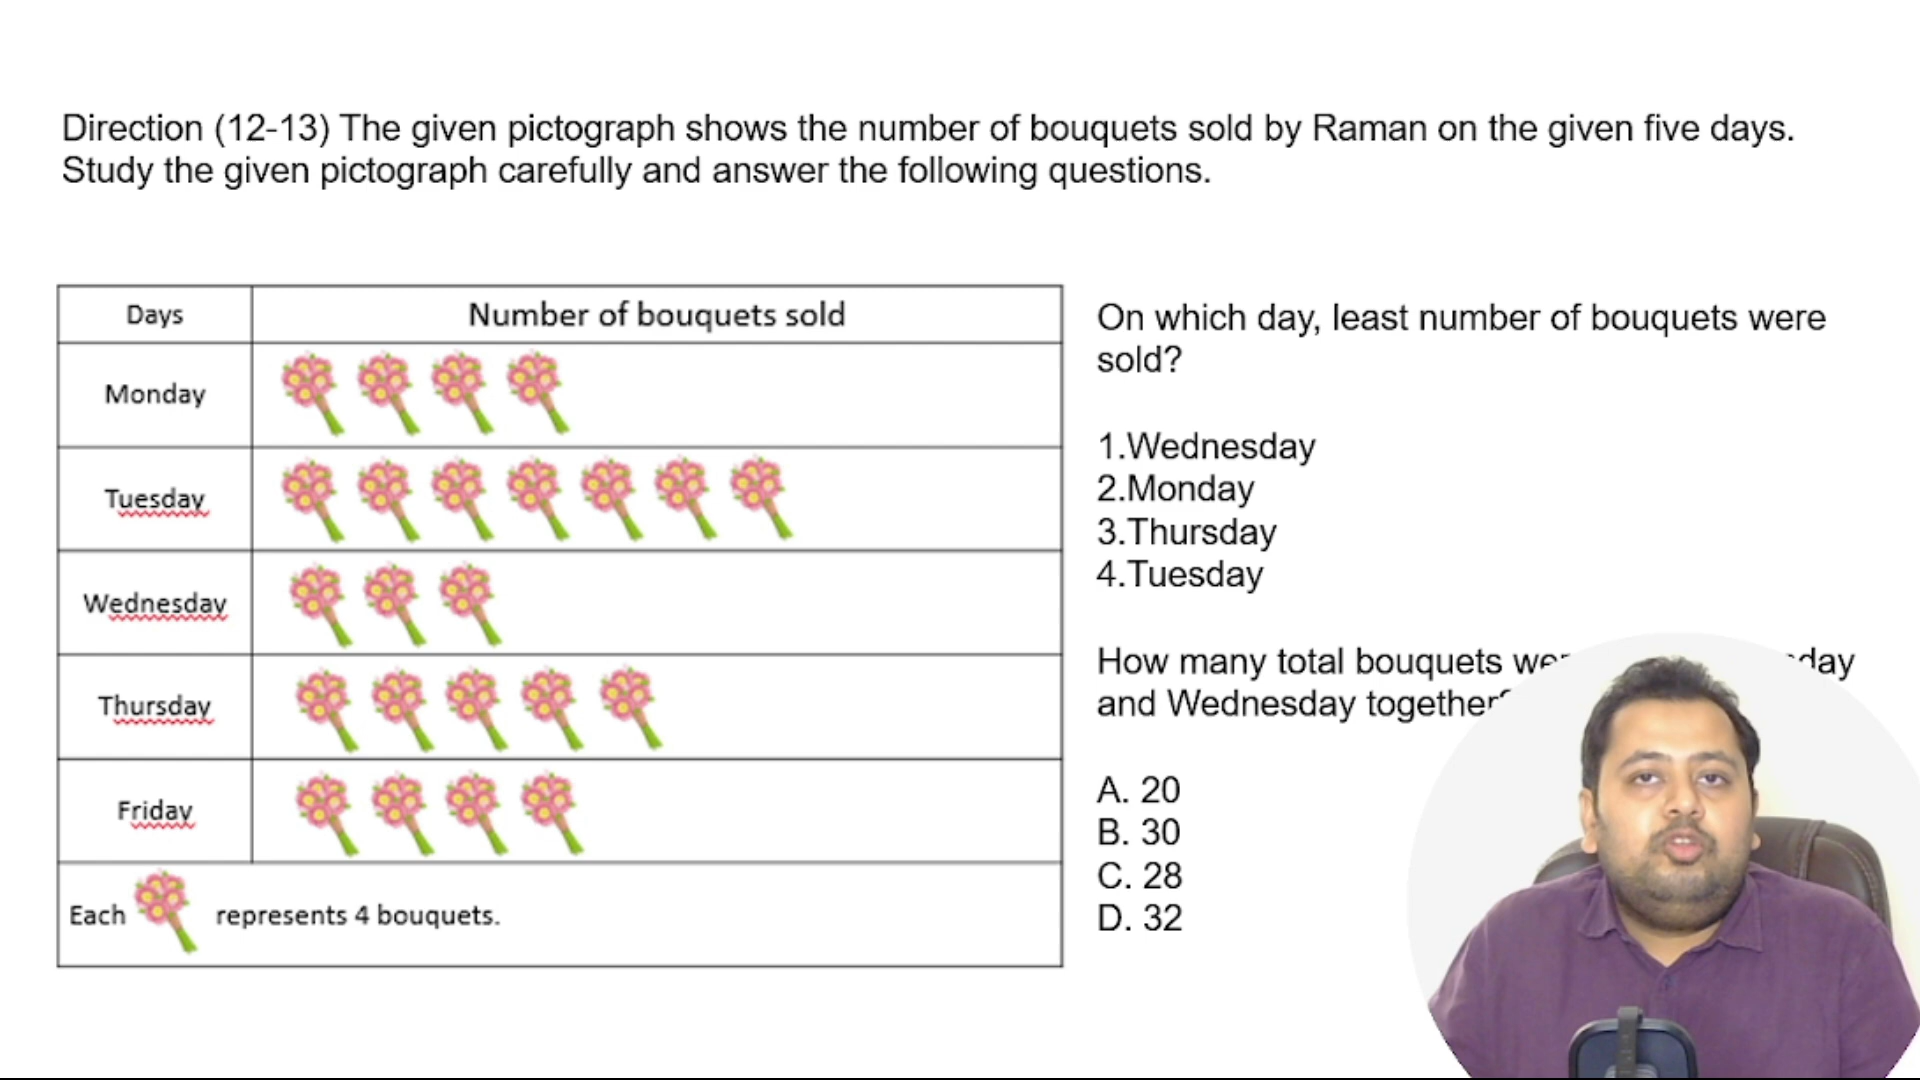 Direction (12-13) The given pictograph shows the number of bouquets sold by Raman on the given five days.
Study the given pictograph carefully and answer the following questions.
Days
Number of bouquets sold
Monday
Tuesday
Wednesday
Thursday
Friday
Each represents 4 bouquets.
On which day, least number of bouquets were
sold?
1.Wednesday
2.Monday
3.Thursday
4.Tuesday
How many total bouquets
and Wednesday together
A. 20
B. 30
C. 28
D. 32